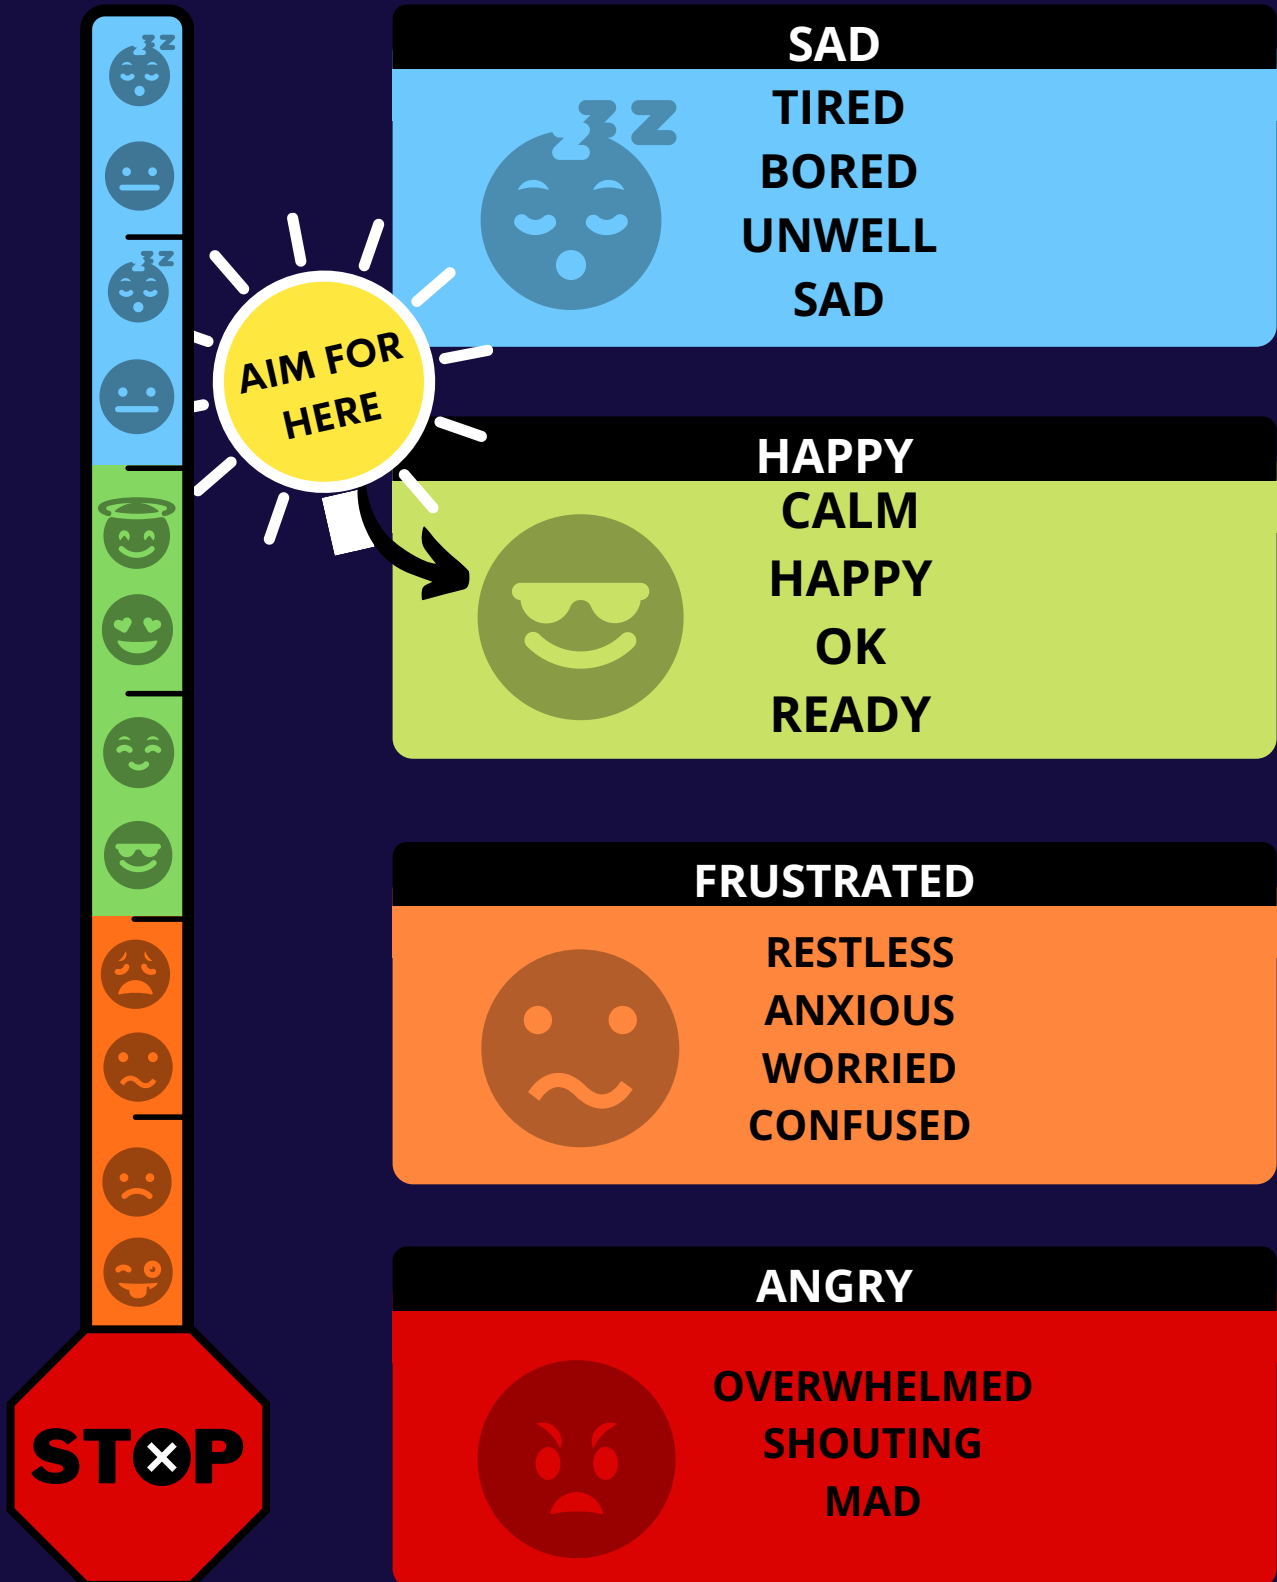 SAD
TIRED
BORED
UNWELL
SAD
AIM FOR
HERE
HAPPY
CALM
HAPPY
OK
READY
FRUSTRATED
RESTLESS
ANXIOUS
WORRIED
CONFUSED
ANGRY
OVERWHELMED
SHOUTING
MAD
STOP